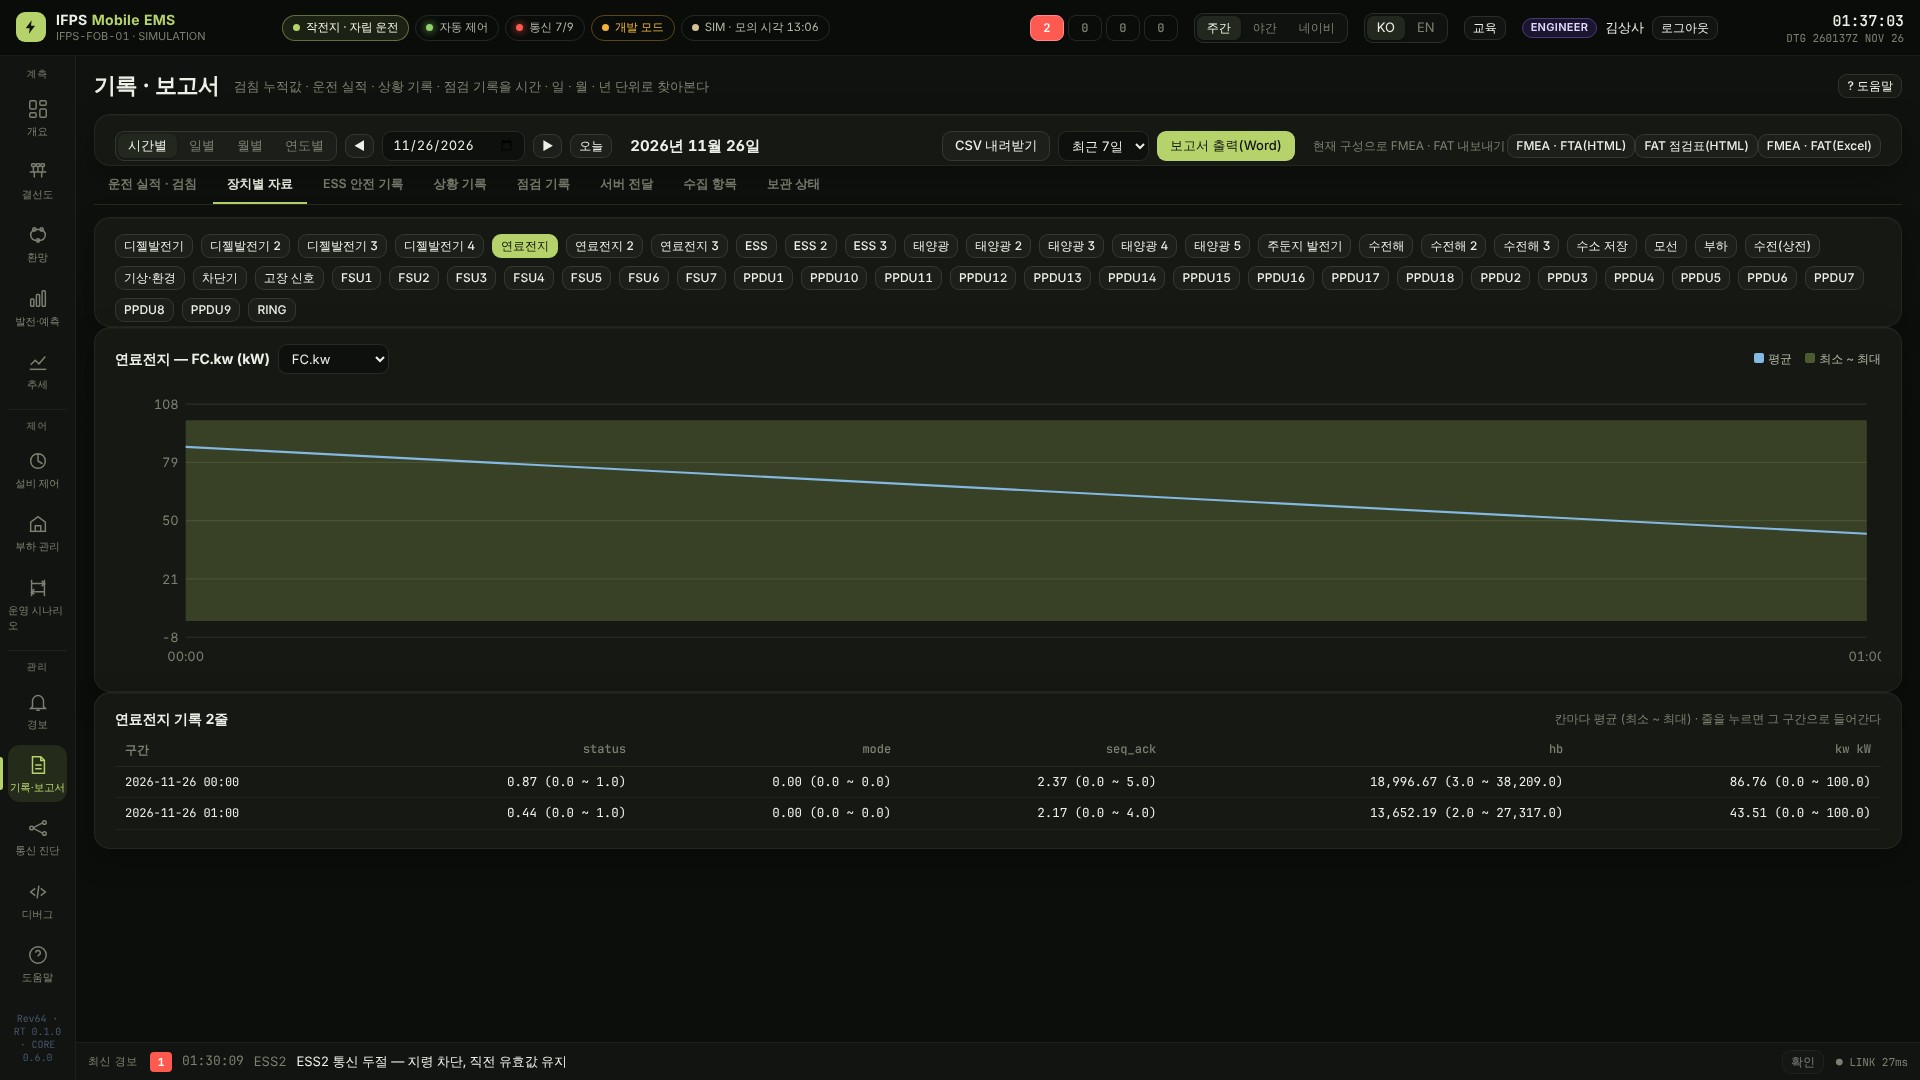 IFPS Mobile EMS
IFPS-FOB-01 · SIMULATION
작전지 · 자립 운전
자동 제어
통신 7/9
개발 모드
SIM · 모의 시각 13:06
2 0 0 0
주간 야간 네이비
KO EN
교육
ENGINEER 김상사 로그아웃
01:37:03
DTG 260137Z NOV 26
계측
개요
결선도
환망
발전·예측
추세
제어
설비 제어
부하 관리
운영 시나리
오
관리
경보
기록·보고서
통신 진단
디버그
도움말
Rev64 ·
RT 0.1.0
· CORE
0.6.0
기록 · 보고서 검침 누적값 · 운전 실적 · 상황 기록 · 점검 기록을 시간 · 일 · 월 · 년 단위로 찾아본다
? 도움말
시간별 일별 월별 연도별 ◀ 11/26/2026 ▶ 오늘 2026년 11월 26일
CSV 내려받기 최근 7일 보고서 출력(Word) 현재 구성으로 FMEA · FAT 내보내기 FMEA · FTA(HTML) FAT 점검표(HTML) FMEA · FAT(Excel)
운전 실적 · 검침 장치별 자료 ESS 안전 기록 상황 기록 점검 기록 서버 전달 수집 항목 보관 상태
디젤발전기 디젤발전기 2 디젤발전기 3 디젤발전기 4 연료전지 연료전지 2 연료전지 3 ESS ESS 2 ESS 3 태양광 태양광 2 태양광 3 태양광 4 태양광 5 주둔지 발전기 수전해 수전해 2 수전해 3 수소 저장 모선 부하 수전(상전)
기상·환경 차단기 고장 신호 FSU1 FSU2 FSU3 FSU4 FSU5 FSU6 FSU7 PPDU1 PPDU10 PPDU11 PPDU12 PPDU13 PPDU14 PPDU15 PPDU16 PPDU17 PPDU18 PPDU2 PPDU3 PPDU4 PPDU5 PPDU6 PPDU7
PPDU8 PPDU9 RING
연료전지 — FC.kw (kW) FC.kw
평균 최소 ~ 최대
108
79
50
21
-8
00:00 01:00
연료전지 기록 2줄 칸마다 평균 (최소 ~ 최대) · 줄을 누르면 그 구간으로 들어간다
구간 status mode seq_ack hb kw kW
2026-11-26 00:00 0.87 (0.0 ~ 1.0) 0.00 (0.0 ~ 0.0) 2.37 (0.0 ~ 5.0) 18,996.67 (3.0 ~ 38,209.0) 86.76 (0.0 ~ 100.0)
2026-11-26 01:00 0.44 (0.0 ~ 1.0) 0.00 (0.0 ~ 0.0) 2.17 (0.0 ~ 4.0) 13,652.19 (2.0 ~ 27,317.0) 43.51 (0.0 ~ 100.0)
최신 경보 1 01:30:09 ESS2 ESS2 통신 두절 — 지령 차단, 직전 유효값 유지
확인 LINK 27ms